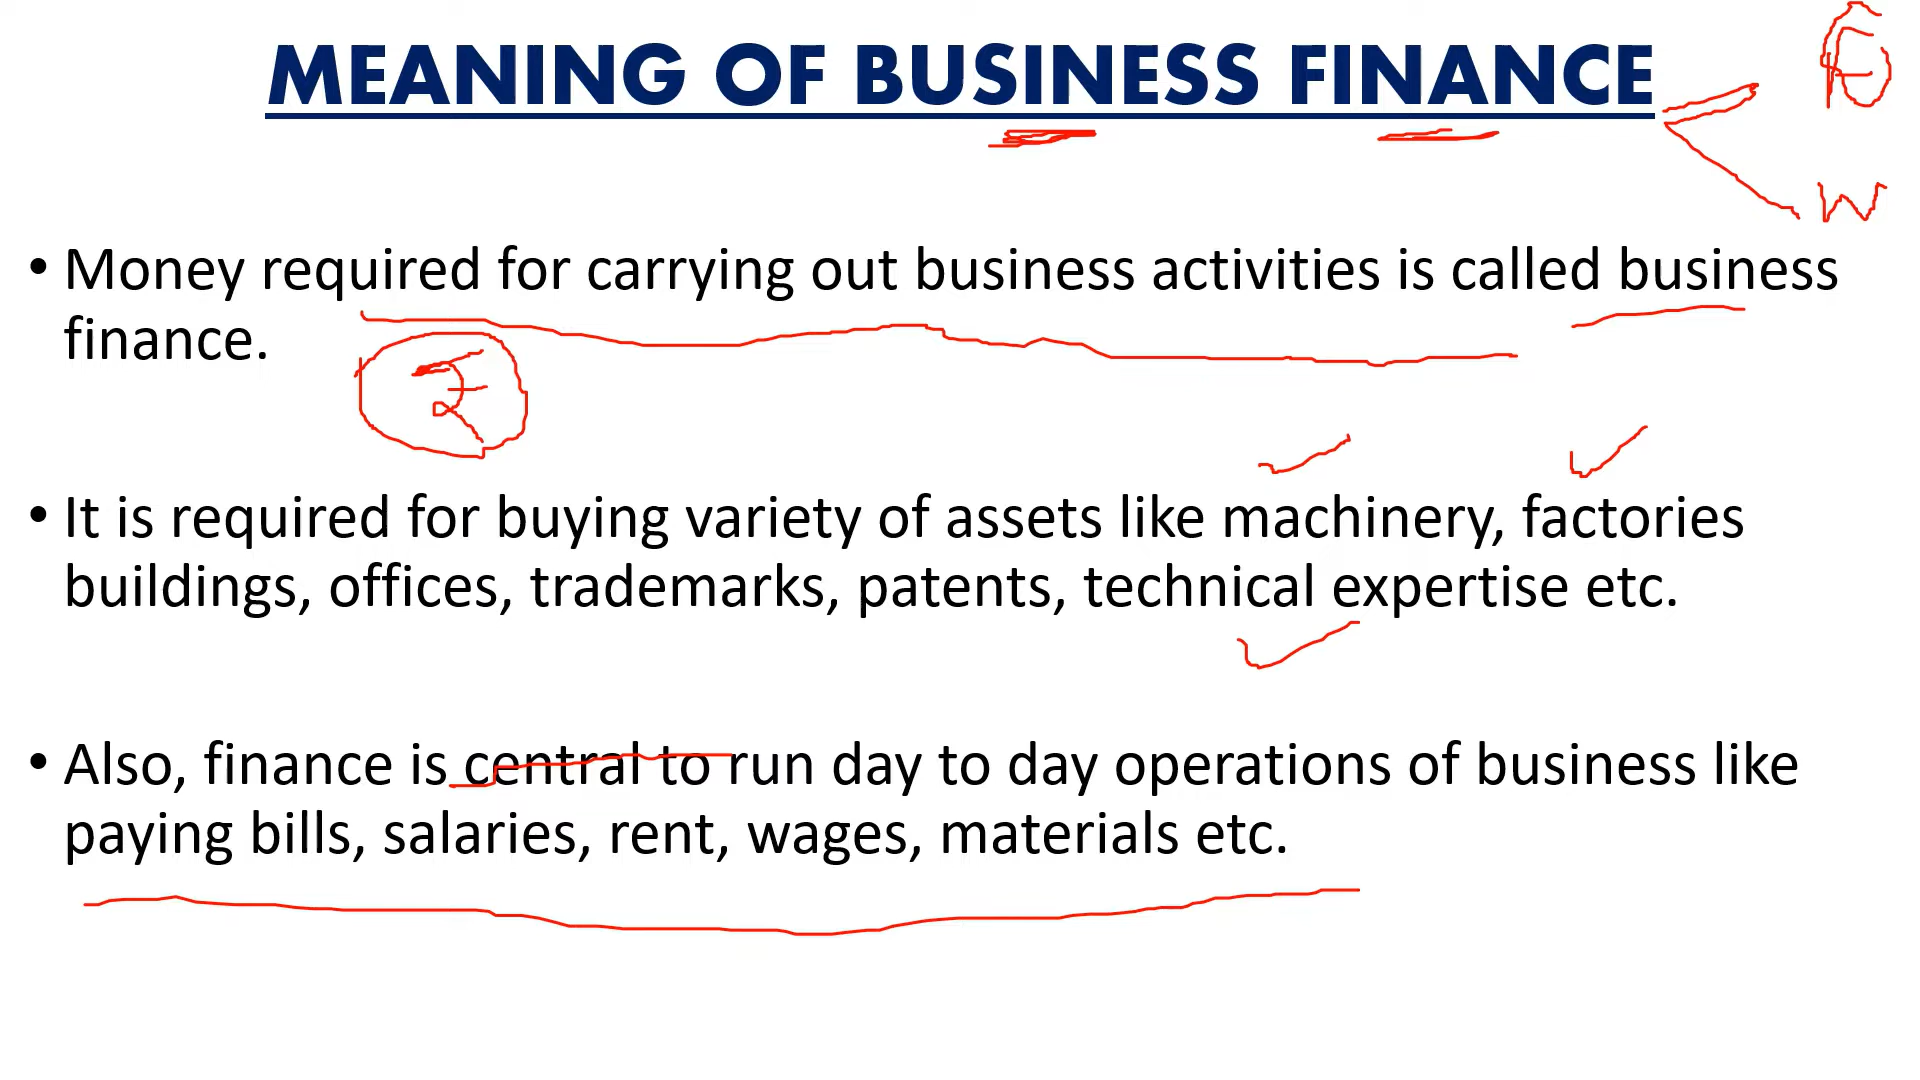 MEANING OF BUSINESS FINANCE
F
W
• Money required for carrying out business activities is called business
finance.
₹
• It is required for buying variety of assets like machinery, factories
buildings, offices, trademarks, patents, technical expertise etc.
• Also, finance is central to run day to day operations of business like
paying bills, salaries, rent, wages, materials etc.